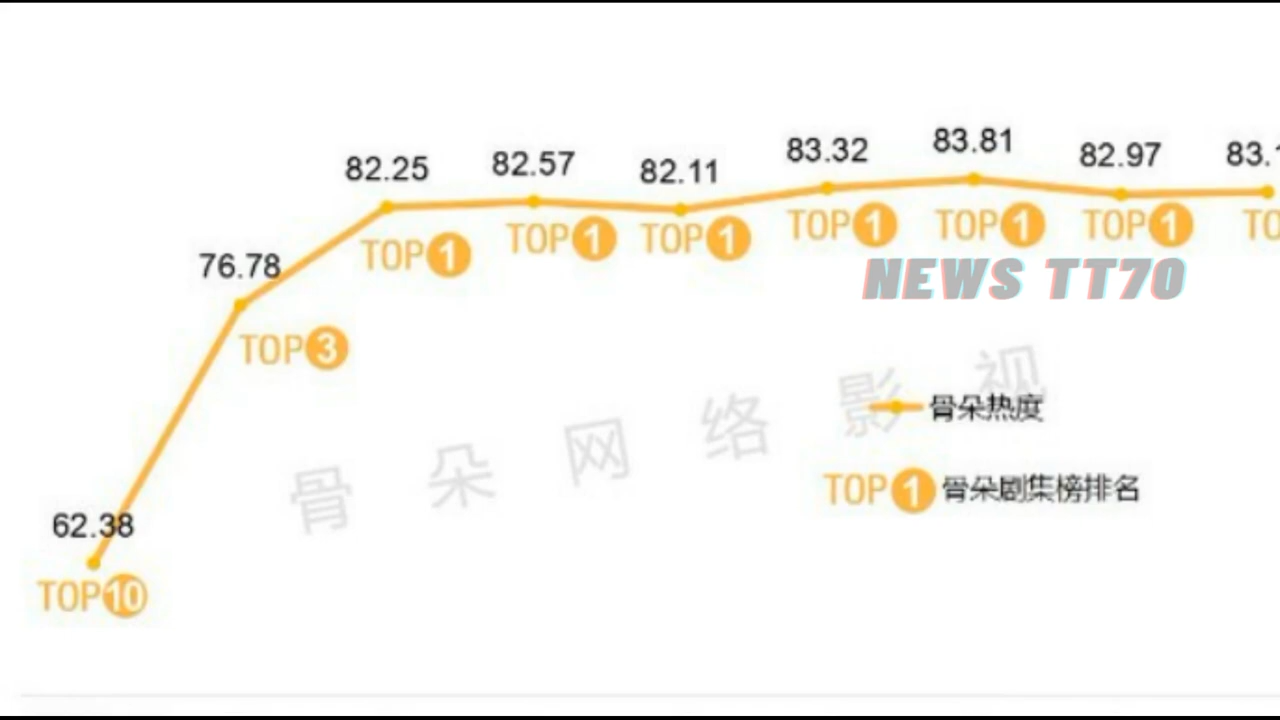 83.81
83.32
82.97
82.57
82.25
82.11
TOP1
TOP1
TOP1
TOP1
TOP1
TOP1
76.78
NEWS TT70
TOP3
骨朵网络影视
骨朵热度
TOP1 骨朵剧集榜排名
62.38
TOP10